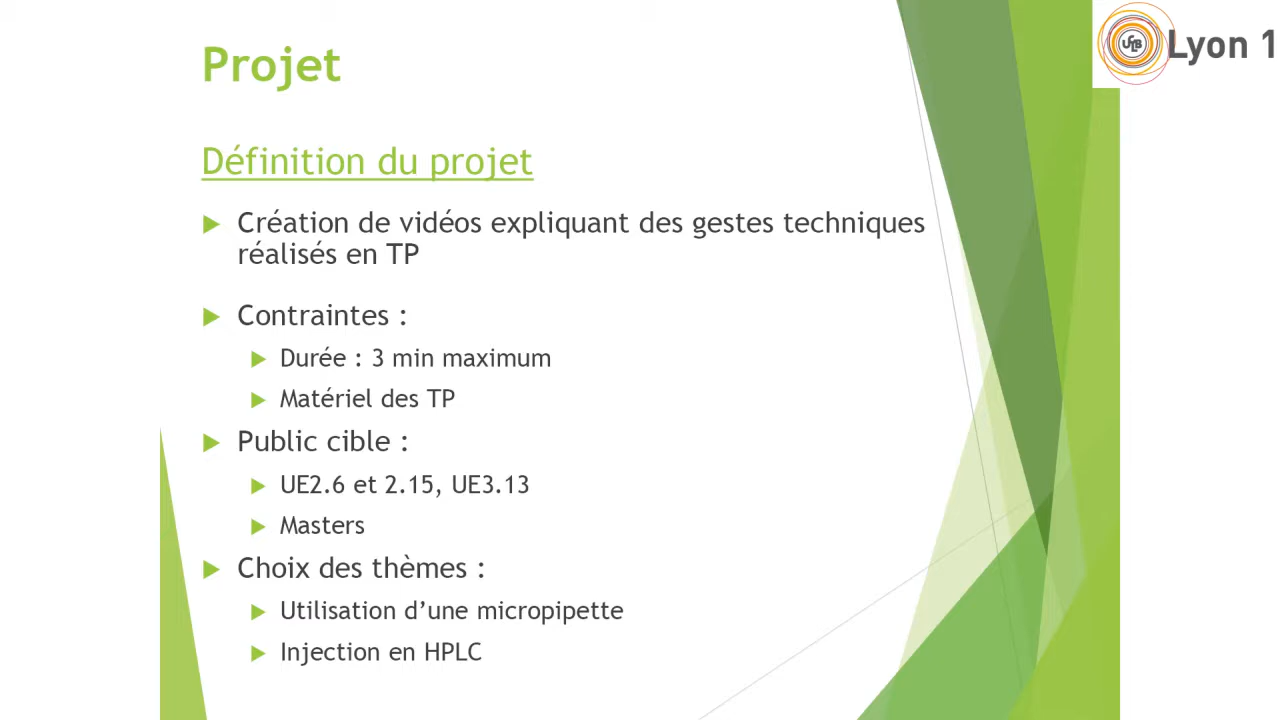 Projet
UCLB
Lyon 1
Définition du projet
Création de vidéos expliquant des gestes techniques
réalisés en TP
Contraintes :
Durée : 3 min maximum
Matériel des TP
Public cible :
UE2.6 et 2.15, UE3.13
Masters
Choix des thèmes :
Utilisation d’une micropipette
Injection en HPLC